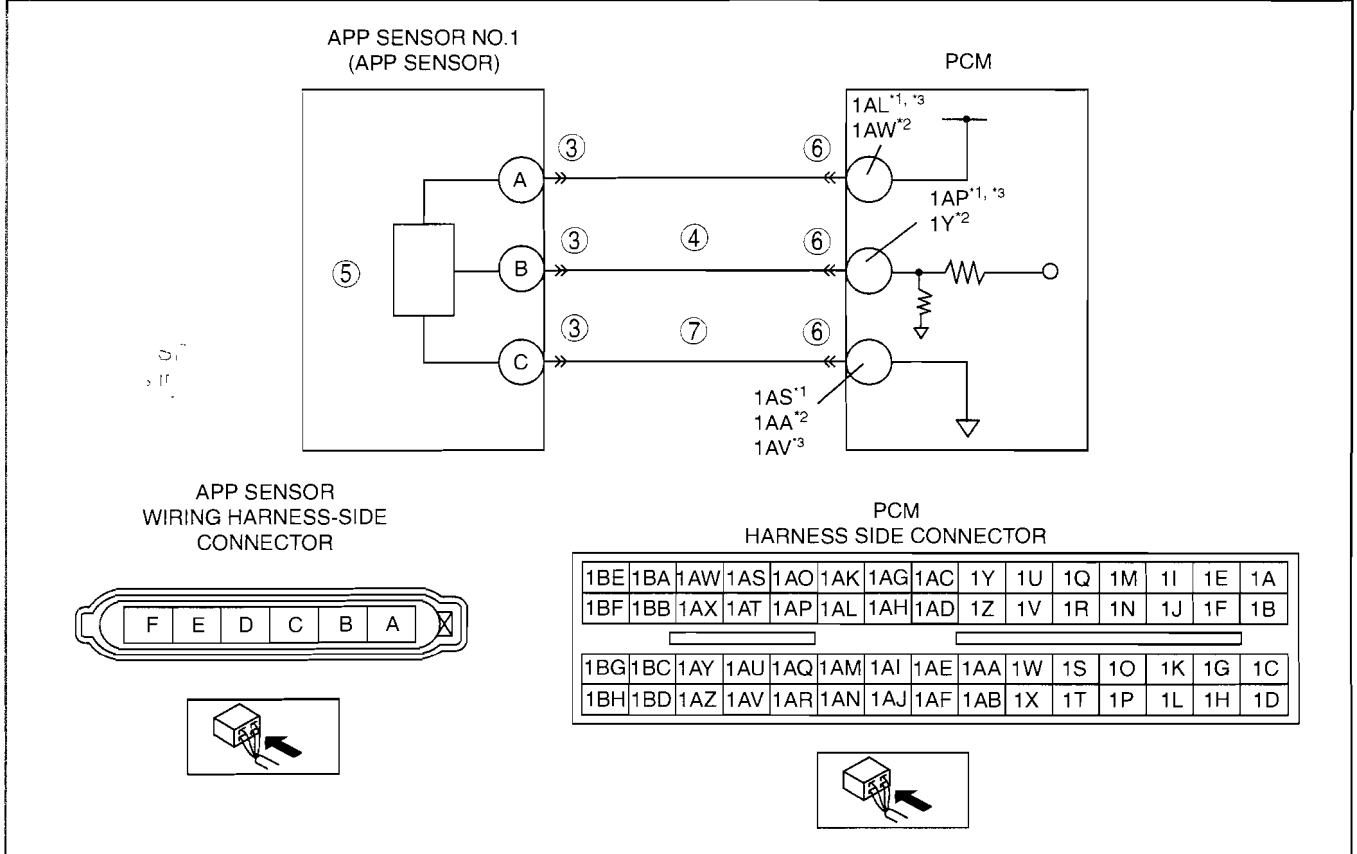 APP SENSOR NO.1
(APP SENSOR)
PCM
1AL*1, *3
1AW*2
③
⑥
A
1AP*1, *3
1Y*2
③
④
⑥
⑤
B
③
⑦
⑥
C
1AS*1
1AA*2
1AV*3
APP SENSOR
WIRING HARNESS-SIDE
CONNECTOR
F E D C B A
PCM
HARNESS SIDE CONNECTOR
1BE 1BA 1AW 1AS 1AO 1AK 1AG 1AC 1Y 1U 1Q 1M 1I 1E 1A
1BF 1BB 1AX 1AT 1AP 1AL 1AH 1AD 1Z 1V 1R 1N 1J 1F 1B
1BG 1BC 1AY 1AU 1AQ 1AM 1AI 1AE 1AA 1W 1S 1O 1K 1G 1C
1BH 1BD 1AZ 1AV 1AR 1AN 1AJ 1AF 1AB 1X 1T 1P 1L 1H 1D